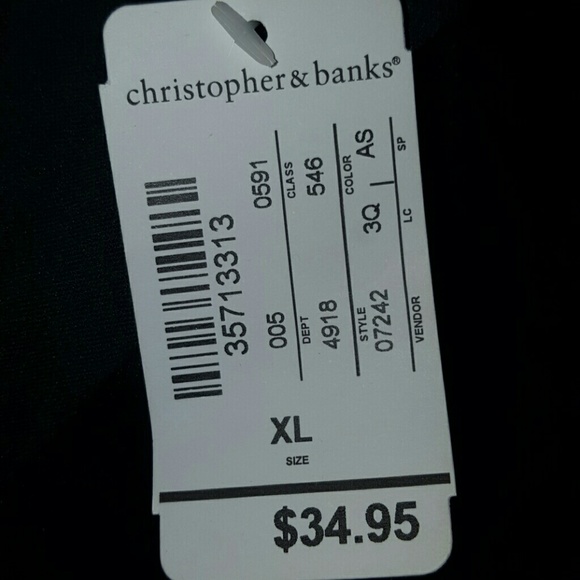 christopher & banks®
35713313
005 0591
DEPT CLASS
4918 546
STYLE COLOR
07242 3Q AS
VENDOR LC SP
XL
SIZE
$34.95